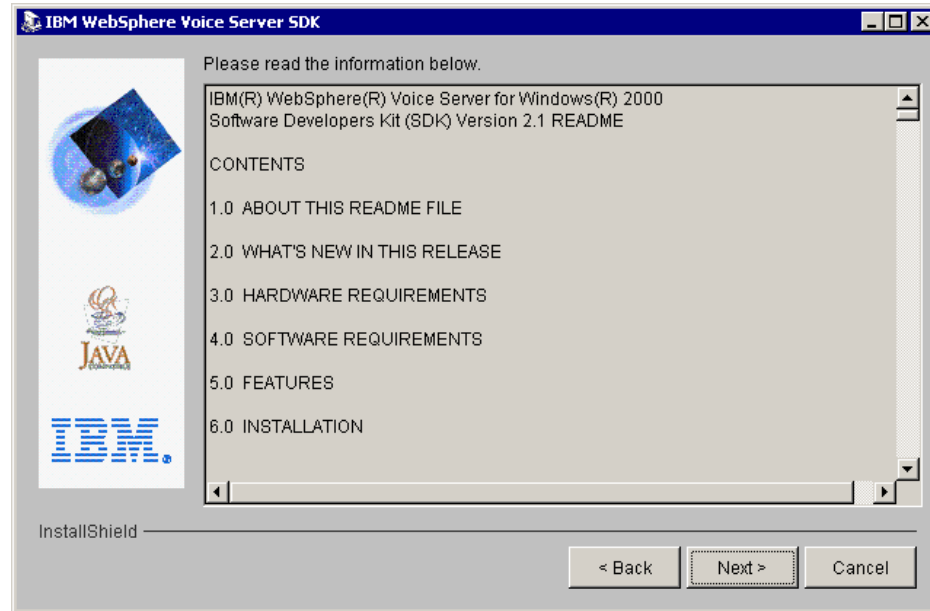 IBM WebSphere Voice Server SDK
Please read the information below.
IBM(R) WebSphere(R) Voice Server for Windows(R) 2000
Software Developers Kit (SDK) Version 2.1 README
CONTENTS
1.0 ABOUT THIS README FILE
2.0 WHAT'S NEW IN THIS RELEASE
3.0 HARDWARE REQUIREMENTS
4.0 SOFTWARE REQUIREMENTS
5.0 FEATURES
6.0 INSTALLATION
JAVA
IBM.
InstallShield
< Back
Next >
Cancel